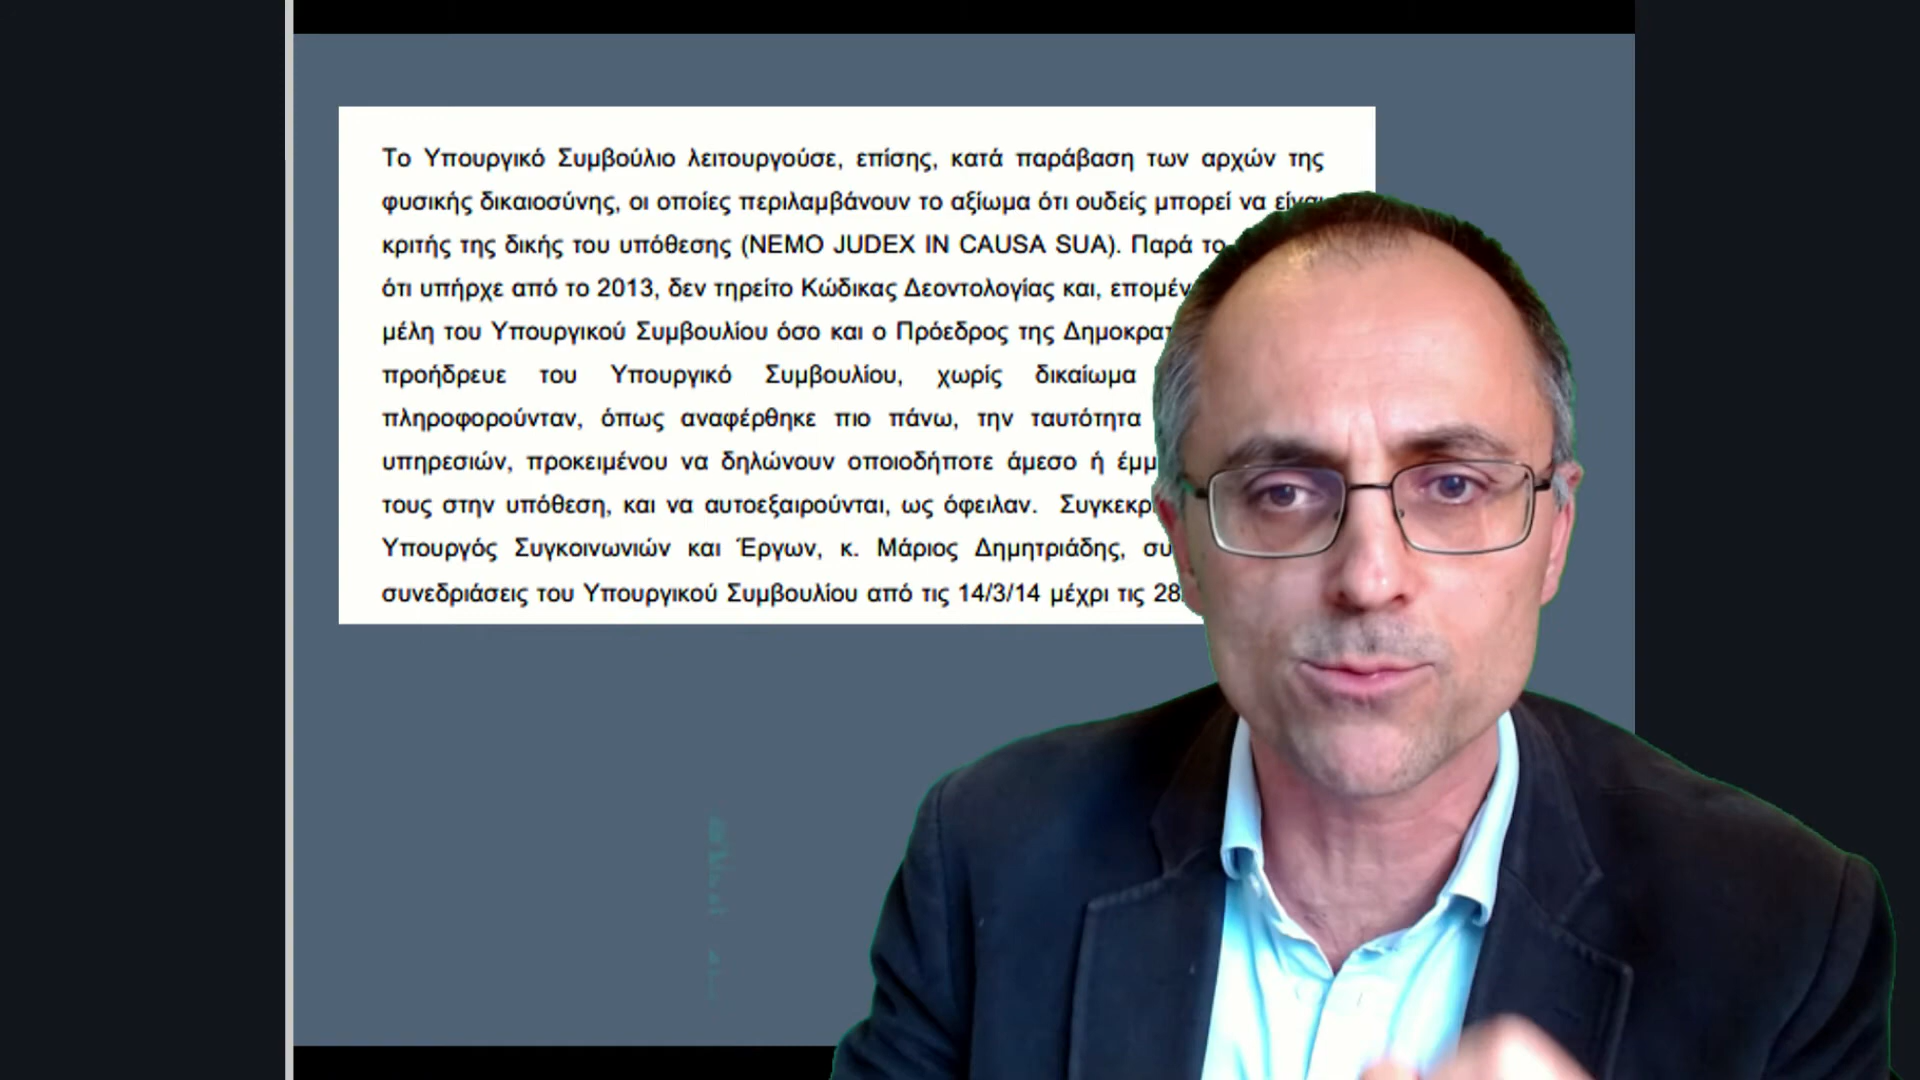 Το Υπουργικό Συμβούλιο λειτουργούσε, επίσης, κατά παράβαση των αρχών της
φυσικής δικαιοσύνης, οι οποίες περιλαμβάνουν το αξίωμα ότι ουδείς μπορεί να είναι
κριτής της δικής του υπόθεσης (NEMO JUDEX IN CAUSA SUA). Παρά το
ότι υπήρχε από το 2013, δεν τηρείτο Κώδικας Δεοντολογίας και,
μέλη του Υπουργικού Συμβουλίου όσο και ο Πρόεδρος της
προήδρευε του Υπουργικό Συμβουλίου, χωρίς δικαίωμα
πληροφορούνταν, όπως αναφέρθηκε πιο πάνω, την ταυτότητα
υπηρεσιών, προκειμένου να δηλώνουν οποιοδήποτε άμεσο ή
τους στην υπόθεση, και να αυτοεξαιρούνται, ως όφειλαν.
Υπουργός Συγκοινωνιών και Έργων, κ. Μάριος Δημητριάδης,
συνεδριάσεις του Υπουργικού Συμβουλίου από τις 14/3/14 μέχρι τις